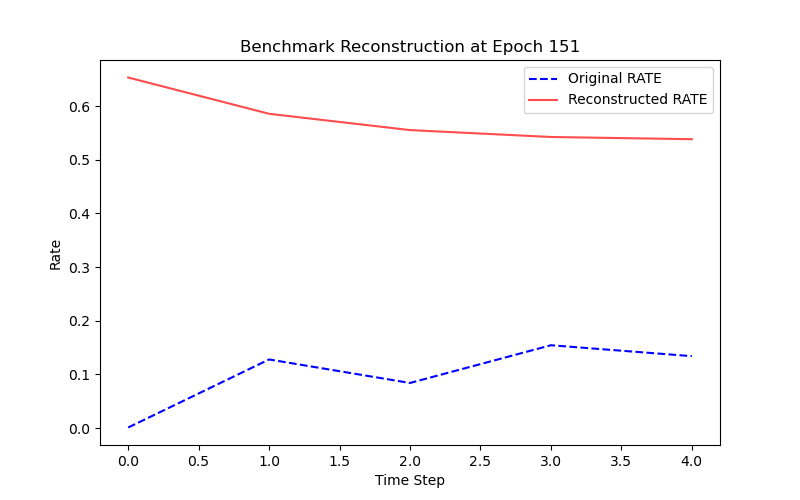 Benchmark Reconstruction at Epoch 151
Original RATE
Reconstructed RATE
Rate
0.6
0.5
0.4
0.3
0.2
0.1
0.0
0.0 0.5 1.0 1.5 2.0 2.5 3.0 3.5 4.0
Time Step